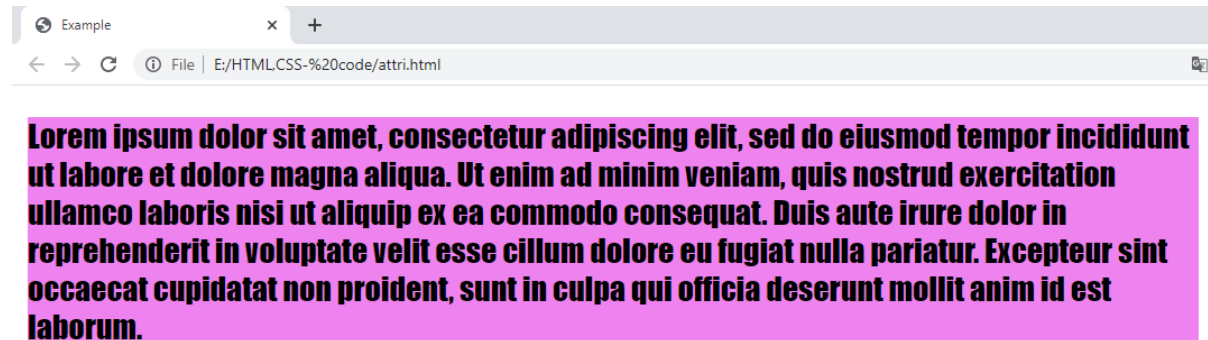 Example
File | E:/HTML,CSS-%20code/attri.html
Lorem ipsum dolor sit amet, consectetur adipiscing elit, sed do eiusmod tempor incididunt
ut labore et dolore magna aliqua. Ut enim ad minim veniam, quis nostrud exercitation
ullamco laboris nisi ut aliquip ex ea commodo consequat. Duis aute irure dolor in
reprehenderit in voluptate velit esse cillum dolore eu fugiat nulla pariatur. Excepteur sint
occaecat cupidatat non proident, sunt in culpa qui officia deserunt mollit anim id est
laborum.